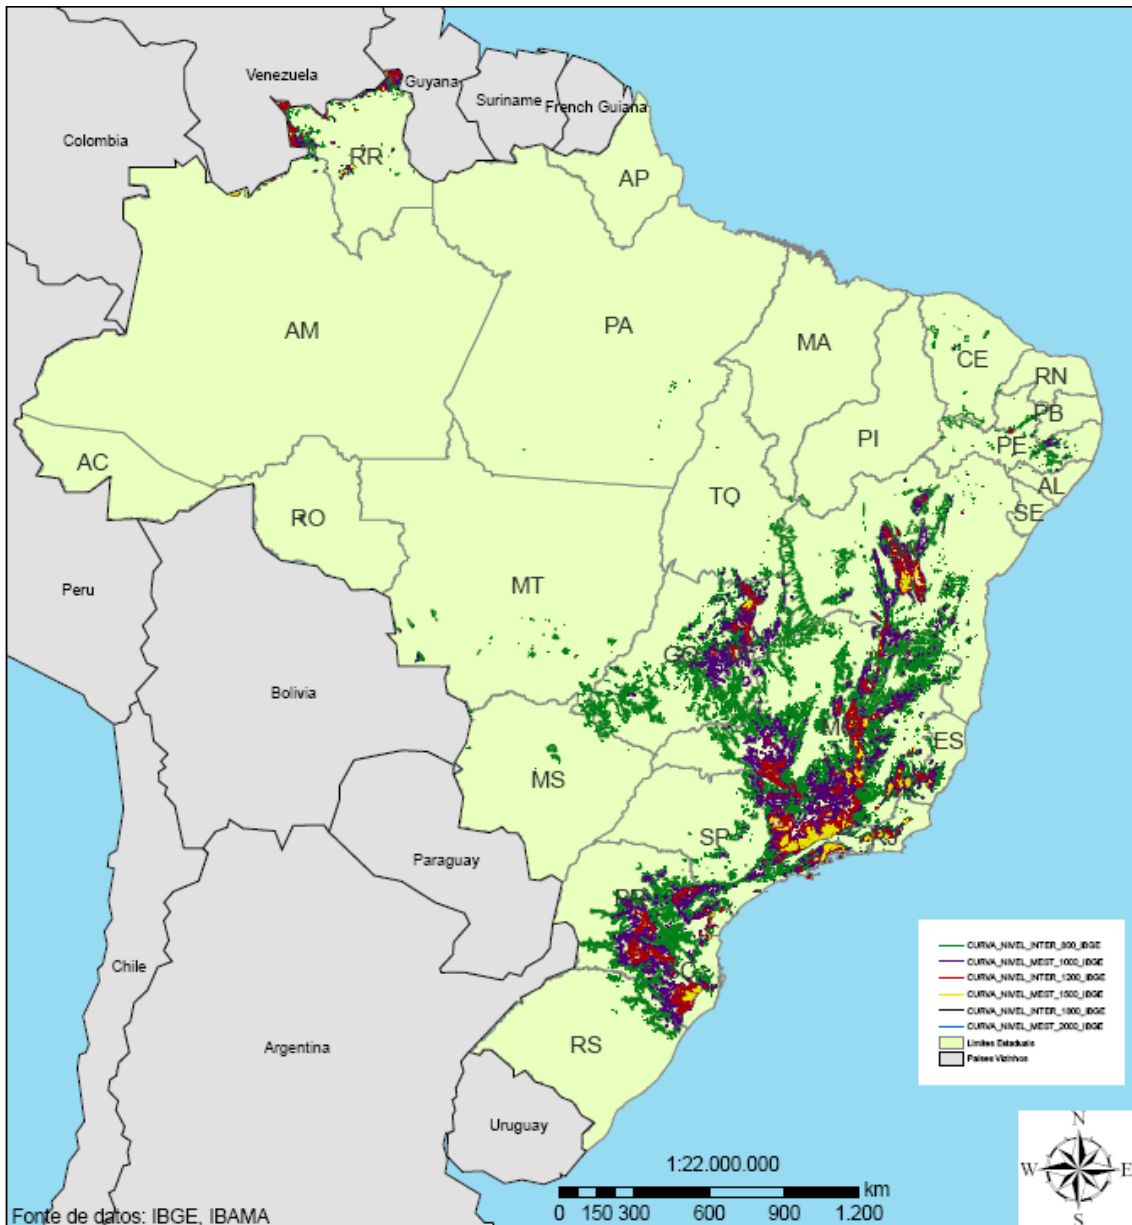 Venezuela
Guyana
Suriname
French Guiana
Colombia
RR
AP
AM
PA
MA
CE
RN
PB
PI
PE
AC
AL
TO
SE
RO
MT
Peru
GO
Bolivia
MG
ES
MS
SP
RJ
Paraguay
PR
SC
Chile
RS
Argentina
Uruguay
CURVA_NIVEL_INTER_800_IBGE
CURVA_NIVEL_MEST_1000_IBGE
CURVA_NIVEL_INTER_1200_IBGE
CURVA_NIVEL_MEST_1500_IBGE
CURVA_NIVEL_INTER_1800_IBGE
CURVA_NIVEL_MEST_2000_IBGE
Limites Estaduais
Países Vizinhos
N
W E
S
1:22.000.000
km
0 150 300 600 900 1.200
Fonte de datos: IBGE, IBAMA